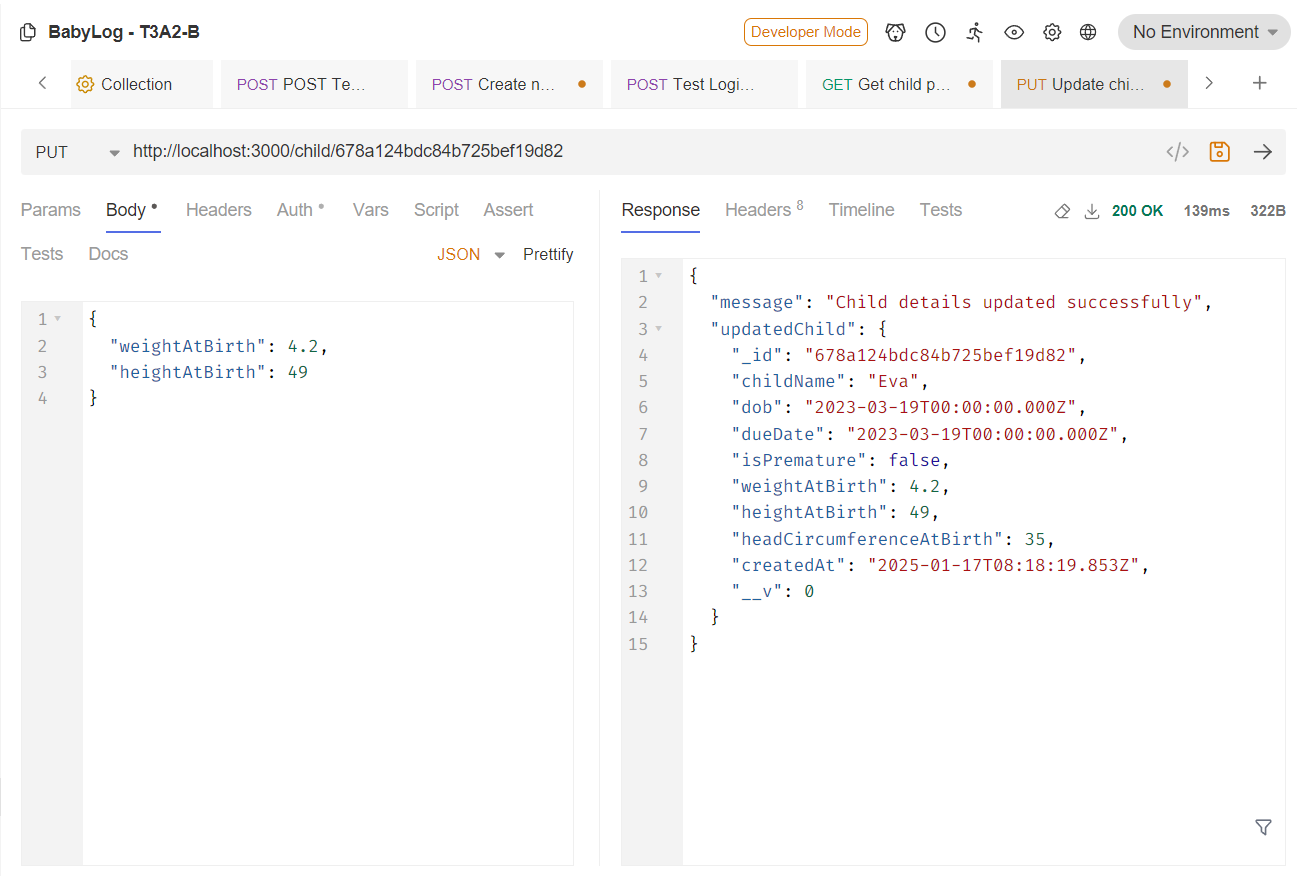 BabyLog - T3A2-B
Developer Mode
No Environment
Collection
POST POST Te...
POST Create n...
POST Test Logi...
GET Get child p...
PUT Update chi...
PUT
http://localhost:3000/child/678a124bdc84b725bef19d82
</>
Params Body Headers Auth Vars Script Assert
Tests Docs
JSON Prettify
1 {
2 "weightAtBirth": 4.2,
3 "heightAtBirth": 49
4 }
Response Headers 8 Timeline Tests
200 OK 139ms 322B
1 {
2 "message": "Child details updated successfully",
3 "updatedChild": {
4 "_id": "678a124bdc84b725bef19d82",
5 "childName": "Eva",
6 "dob": "2023-03-19T00:00:00.000Z",
7 "dueDate": "2023-03-19T00:00:00.000Z",
8 "isPremature": false,
9 "weightAtBirth": 4.2,
10 "heightAtBirth": 49,
11 "headCircumferenceAtBirth": 35,
12 "createdAt": "2025-01-17T08:18:19.853Z",
13 "__v": 0
14 }
15 }